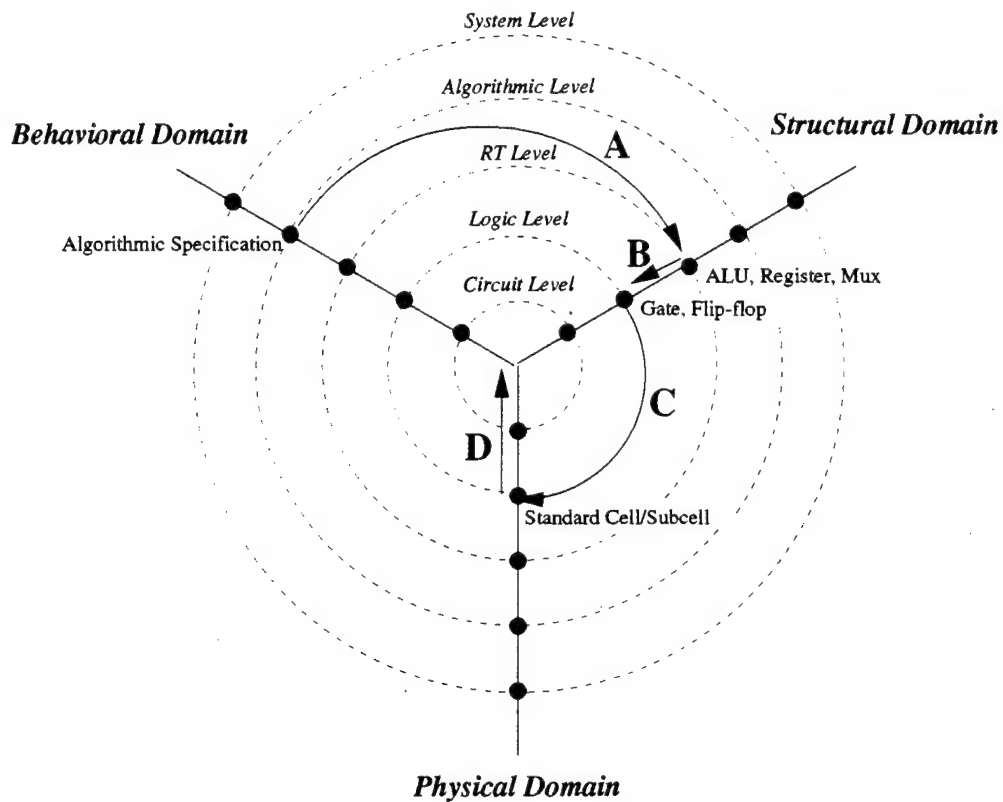 System Level
Algorithmic Level
Behavioral Domain
Structural Domain
A
RT Level
Logic Level
Algorithmic Specification
B
ALU, Register, Mux
Circuit Level
Gate, Flip-flop
C
D
Standard Cell/Subcell
Physical Domain